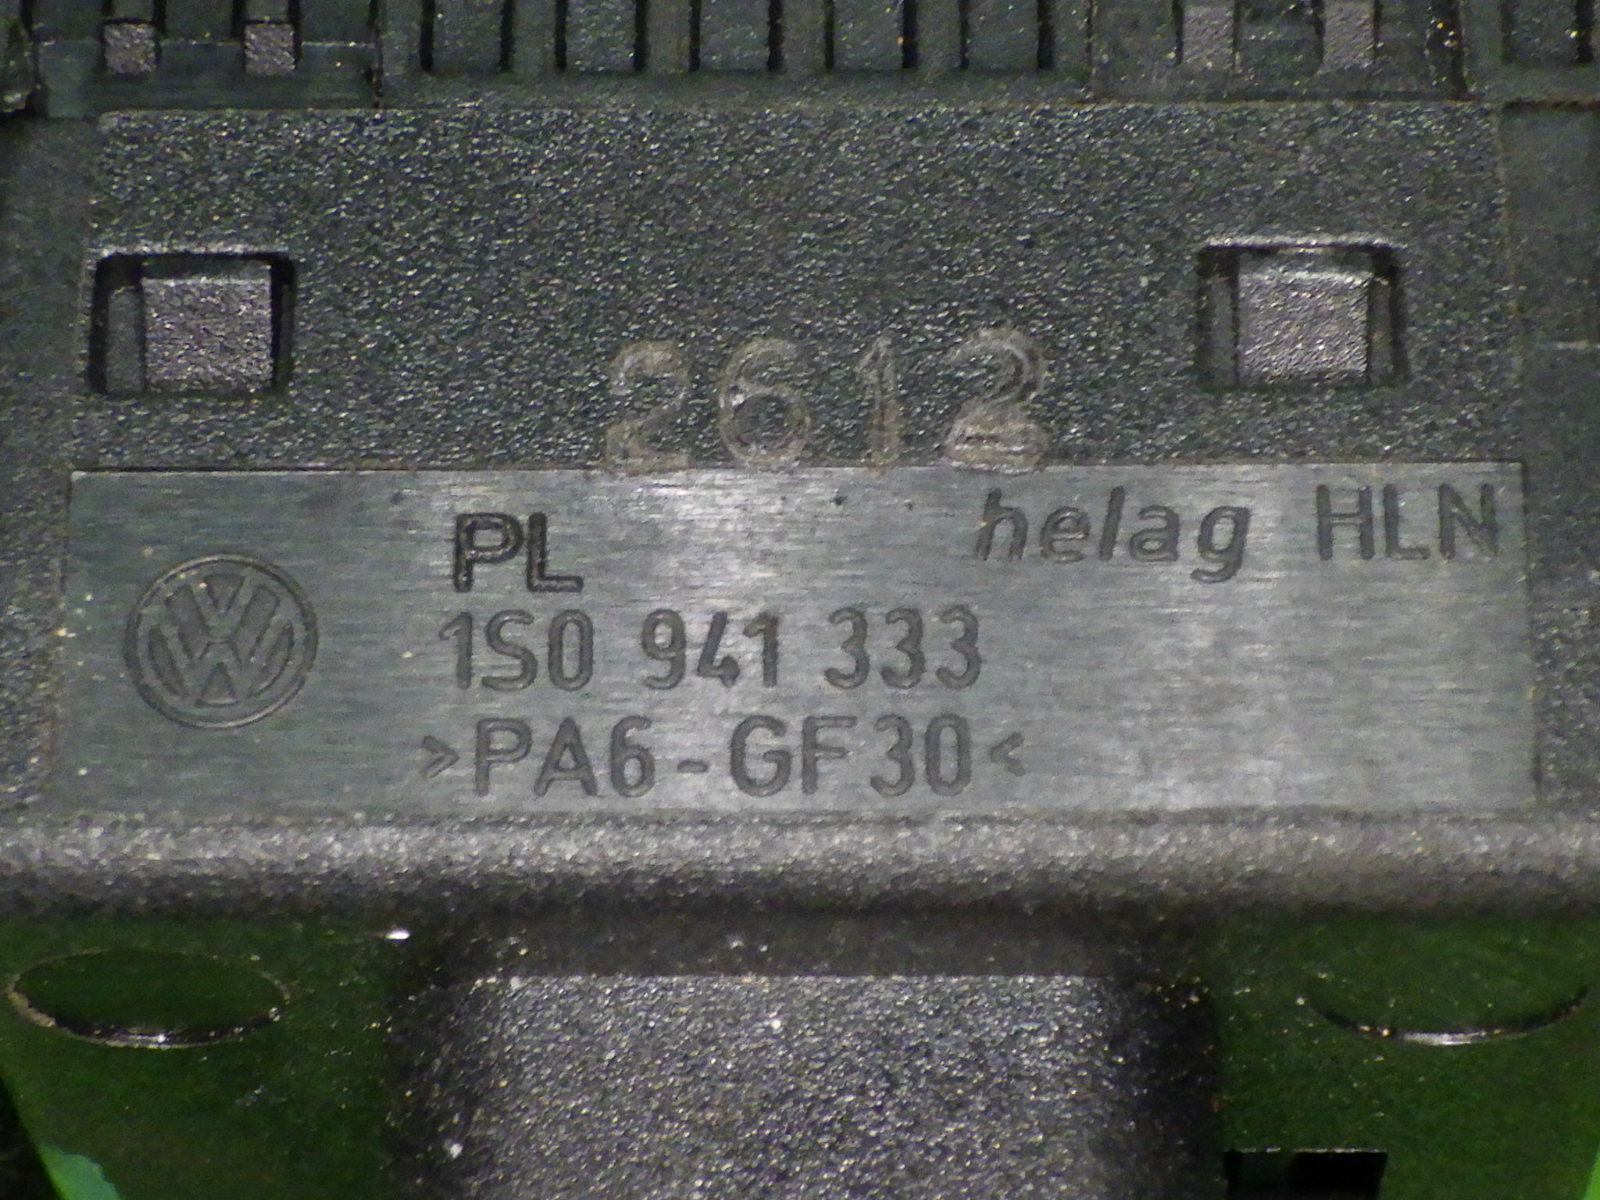 2612
helag HLN
PL
1S0 941 333
>PA6-GF30<